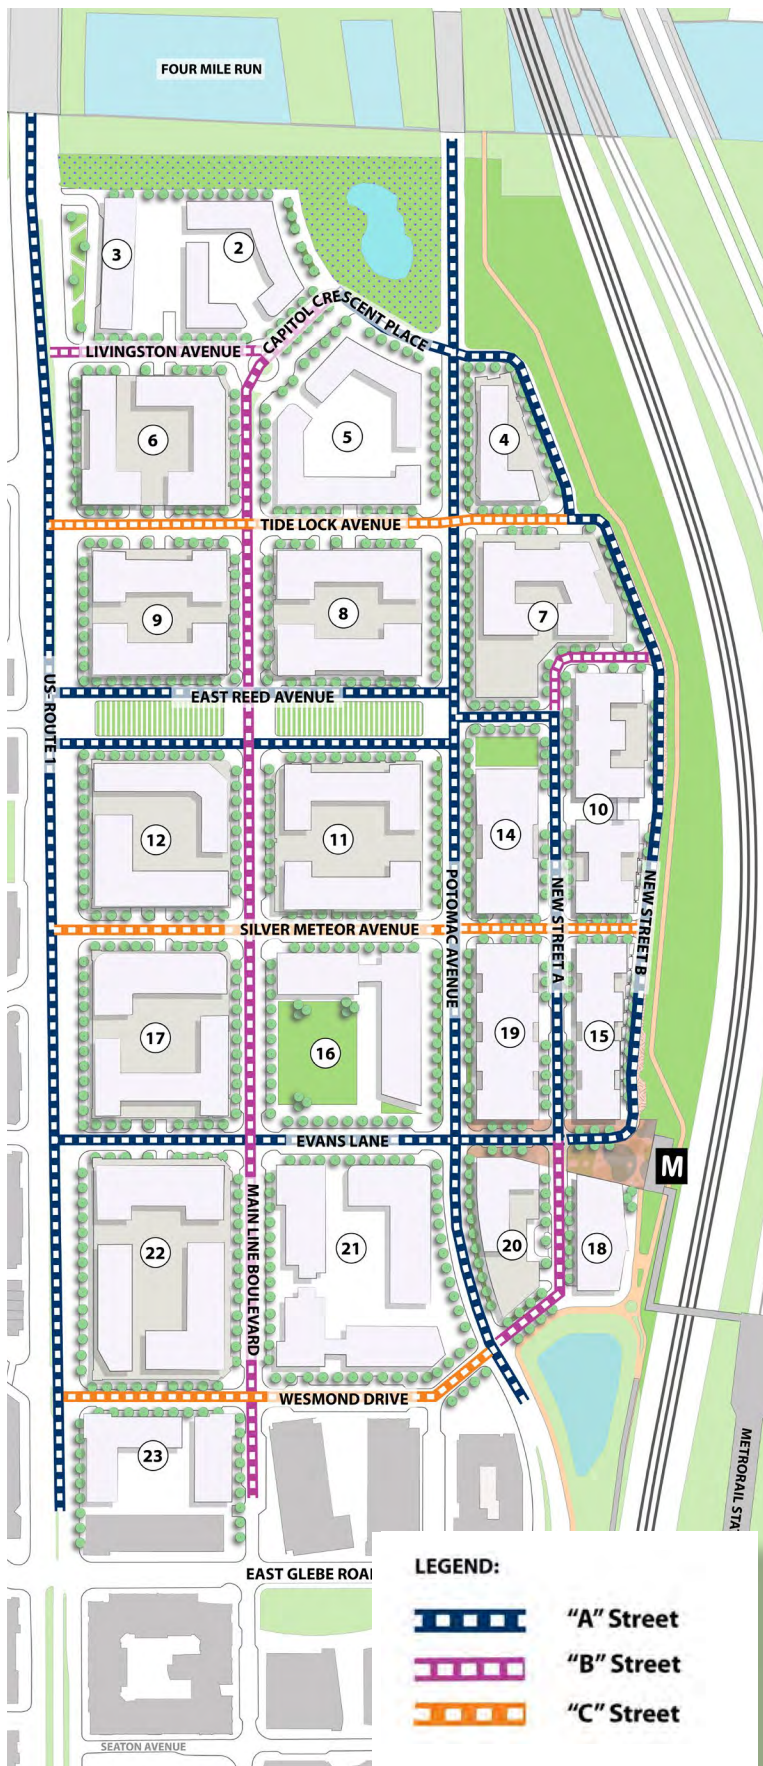 FOUR MILE RUN
3
2
CAPITOL CRESCENT PLACE
LIVINGSTON AVENUE
6
5
4
TIDE LOCK AVENUE
9
8
7
US- ROUTE 1
EAST REED AVENUE
10
12
11
14
POTOMAC AVENUE
NEW STREET A
NEW STREET B
SILVER METEOR AVENUE
17
16
19
15
EVANS LANE
M
MAIN LINE BOULEVARD
22
21
20
18
WESMOND DRIVE
23
METRORAIL STA
EAST GLEBE ROA
SEATON AVENUE
LEGEND:
“A” Street
“B” Street
“C” Street